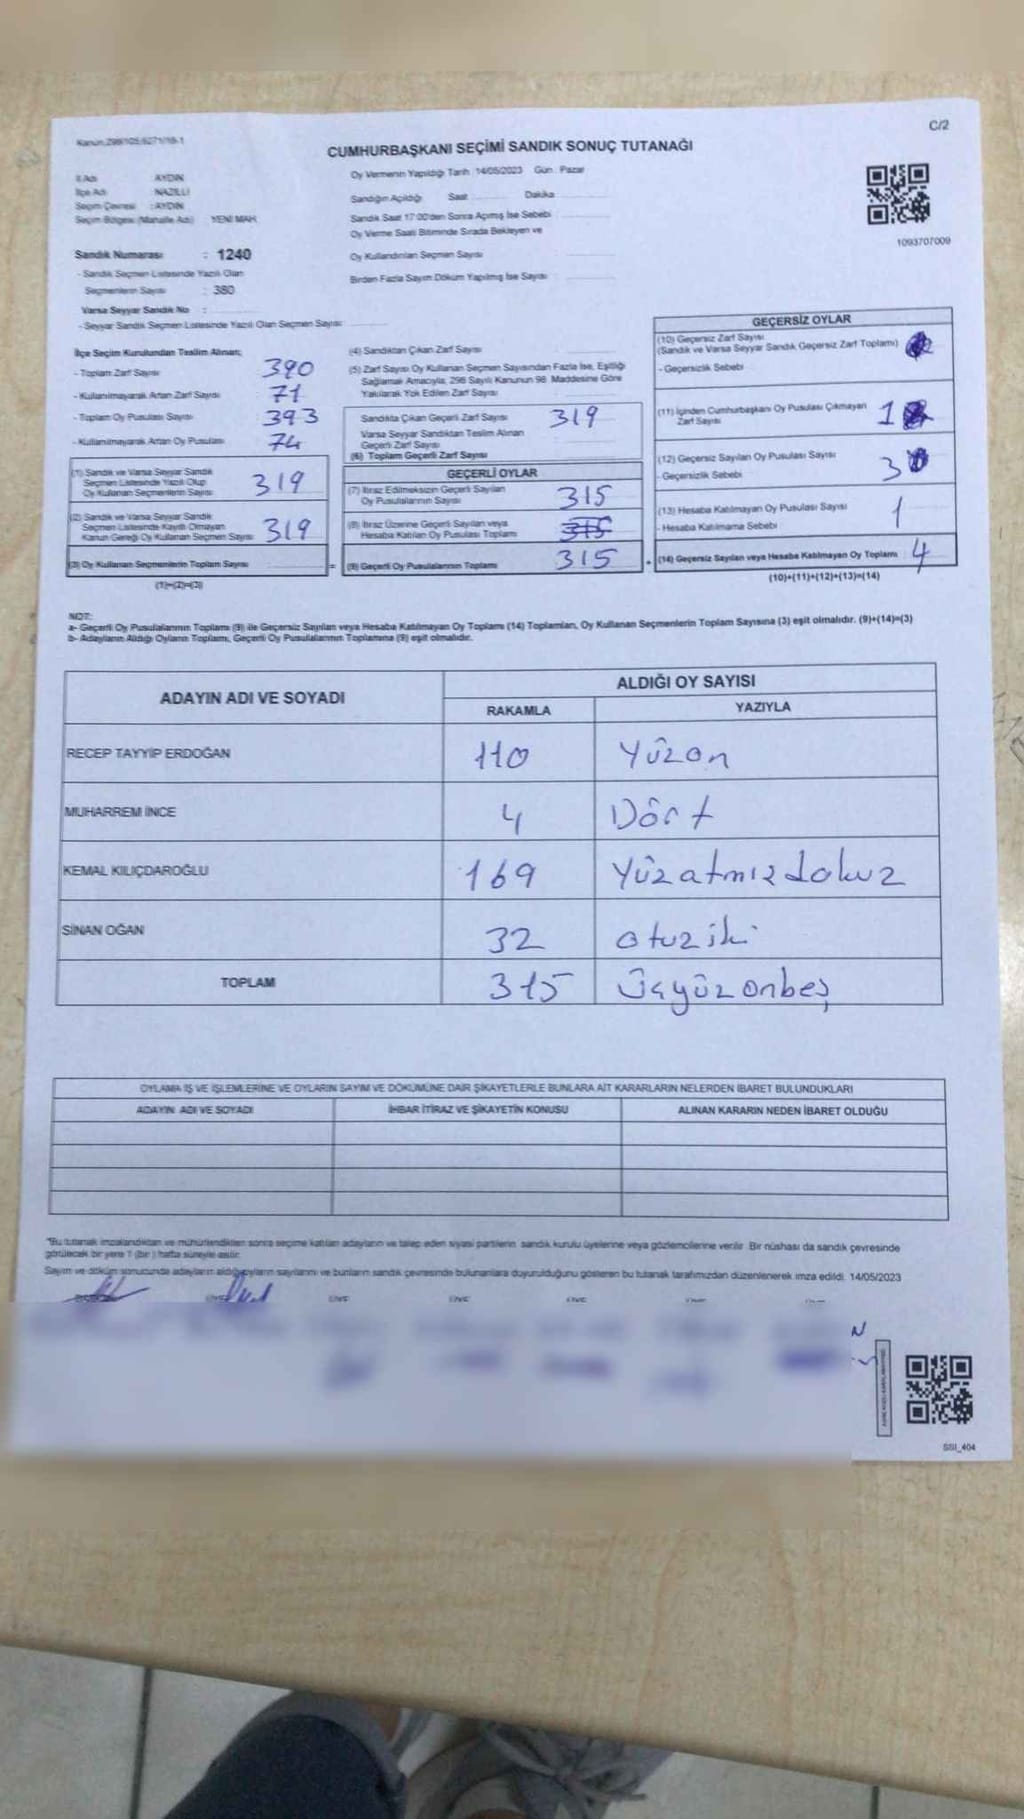 C/2
Kanun:298/105;6271/18-1
CUMHURBAŞKANI SEÇİMİ SANDIK SONUÇ TUTANAĞI
İl Adı AYDIN
İlçe Adı NAZİLLİ
Seçim Çevresi :AYDIN
Seçim Bölgesi (Mahalle Adı) YENİ MAH.
Oy Vermenin Yapıldığı Tarih: 14/05/2023 Gün: Pazar
Sandığın Açıldığı Saat Dakika
Sandık Saat 17:00'den Sonra Açılmış İse Sebebi
Oy Verme Saati Bitiminde Sırada Bekleyen ve
Oy Kullandırılan Seçmen Sayısı
Birden Fazla Sayım Döküm Yapılmış İse Sayısı
1093707009
Sandık Numarası : 1240
- Sandık Seçmen Listesinde Yazılı Olan
Seçmenlerin Sayısı : 380
Varsa Seyyar Sandık No :
- Seyyar Sandık Seçmen Listesinde Yazılı Olan Seçmen Sayısı:
İlçe Seçim Kurulundan Teslim Alınan;
- Toplam Zarf Sayısı 390
- Kullanılmayarak Artan Zarf Sayısı 71
- Toplam Oy Pusulası Sayısı 393
- Kullanılmayarak Artan Oy Pusulası 74
(1) Sandık ve Varsa Seyyar Sandık
Seçmen Listesinde Yazılı Olup
Oy Kullanan Seçmenlerin Sayısı 319
(2) Sandık ve Varsa Seyyar Sandık
Seçmen Listesinde Kayıtlı Olmayan
Kanun Gereği Oy Kullanan Seçmen Sayısı 319
(3) Oy Kullanan Seçmenlerin Toplam Sayısı =
(1)+(2)=(3)
(4) Sandıktan Çıkan Zarf Sayısı
(5) Zarf Sayısı Oy Kullanan Seçmen Sayısından Fazla İse, Eşitliği
Sağlamak Amacıyla, 298 Sayılı Kanunun 98. Maddesine Göre
Yakılarak Yok Edilen Zarf Sayısı
Sandıkta Çıkan Geçerli Zarf Sayısı 319
Varsa Seyyar Sandıktan Teslim Alınan
Geçerli Zarf Sayısı
(6) Toplam Geçerli Zarf Sayısı
GEÇERLİ OYLAR
(7) İtiraz Edilmeksizin Geçerli Sayılan
Oy Pusulalarının Sayısı 315
(8) İtiraz Üzerine Geçerli Sayılan veya
Hesaba Katılan Oy Pusulası Toplamı 315
(9) Geçerli Oy Pusulalarının Toplamı 315 +
GEÇERSİZ OYLAR
(10) Geçersiz Zarf Sayısı
(Sandık ve Varsa Seyyar Sandık Geçersiz Zarf Toplamı)
- Geçersizlik Sebebi
(11) İçinden Cumhurbaşkanı Oy Pusulası Çıkmayan
Zarf Sayısı 1
(12) Geçersiz Sayılan Oy Pusulası Sayısı 3
- Geçersizlik Sebebi
(13) Hesaba Katılmayan Oy Pusulası Sayısı 1
- Hesaba Katılmama Sebebi
(14) Geçersiz Sayılan veya Hesaba Katılmayan Oy Toplamı 4
(10)+(11)+(12)+(13)=(14)
NOT:
a- Geçerli Oy Pusulasının Toplamı (9) ile Geçersiz Sayılan veya Hesaba Katılmayan Oy Toplamı (14) Toplamları, Oy Kullanan Seçmenlerin Toplam Sayısına (3) eşit olmalıdır. (9)+(14)=(3)
b- Adayların Aldığı Oyların Toplamı, Geçerli Oy Pusulalarının Toplamına (9) eşit olmalıdır.
ADAYIN ADI VE SOYADI ALDIĞI OY SAYISI
RAKAMLA YAZIYLA
RECEP TAYYİP ERDOĞAN 110 Yüzon
MUHARREM İNCE 4 Dört
KEMAL KILIÇDAROĞLU 169 Yüzatmızdokuz
SİNAN OĞAN 32 otuziki
TOPLAM 315 Üçyüzonbeş
OYLAMA İŞ VE İŞLEMLERİNE VE OYLARIN SAYIM VE DÖKÜMÜNE DAİR ŞİKAYETLERLE BUNLARA AİT KARARLARIN NELERDEN İBARET BULUNDUKLARI
ADAYIN ADI VE SOYADI İHBAR İTİRAZ VE ŞİKAYETİN KONUSU ALINAN KARARIN NEDEN İBARET OLDUĞU
"Bu tutanak imzalandıktan ve mühürlendikten sonra seçime katılan adayların ve talep eden siyasi partilerin sandık kurulu üyelerine veya gözlemcilerine verilir. Bir nüshası da sandık çevresinde
görülecek bir yere 1 (bir) hafta süreyle asılır.
Sayım ve döküm sonucunda adayların aldığı oyların sayılarını ve bunların sandık çevresinde bulunanlara duyurulduğunu gösteren bu tutanak tarafımızdan düzenlenerek imza edildi. 14/05/2023
N
SSI_404